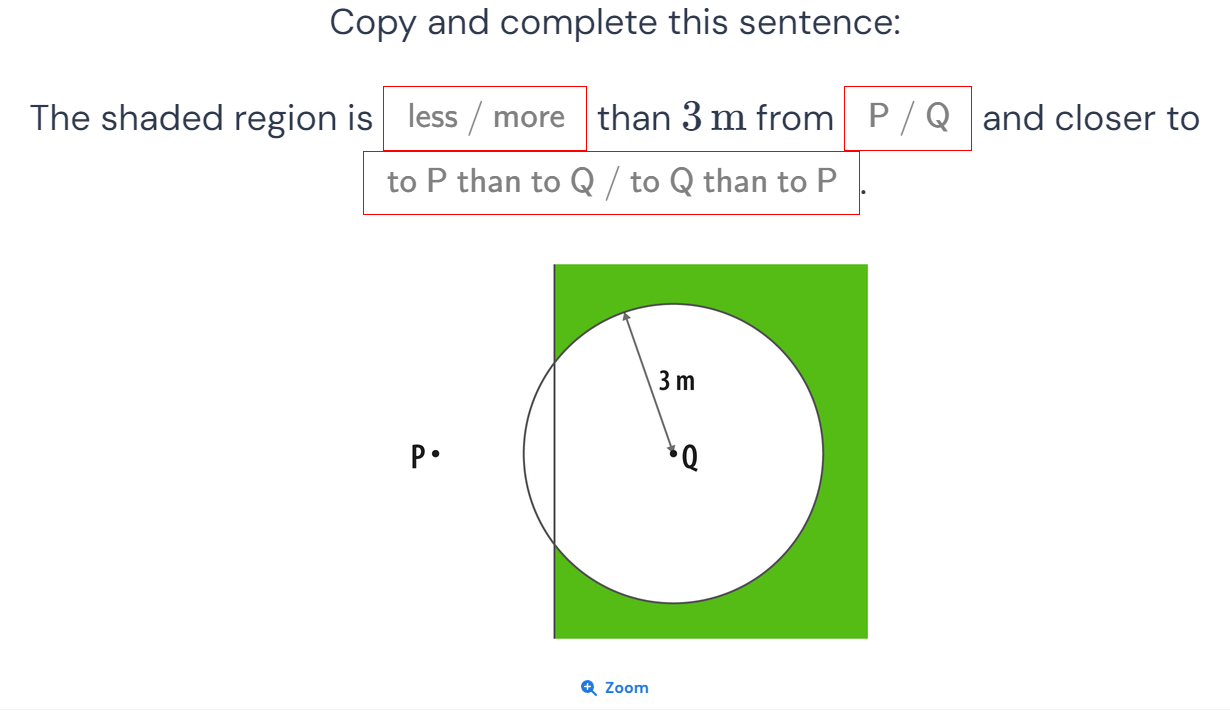 Copy and complete this sentence:
The shaded region is less / more than 3 m from P / Q and closer to
to P than to Q / to Q than to P .
3 m
P
Q
Zoom